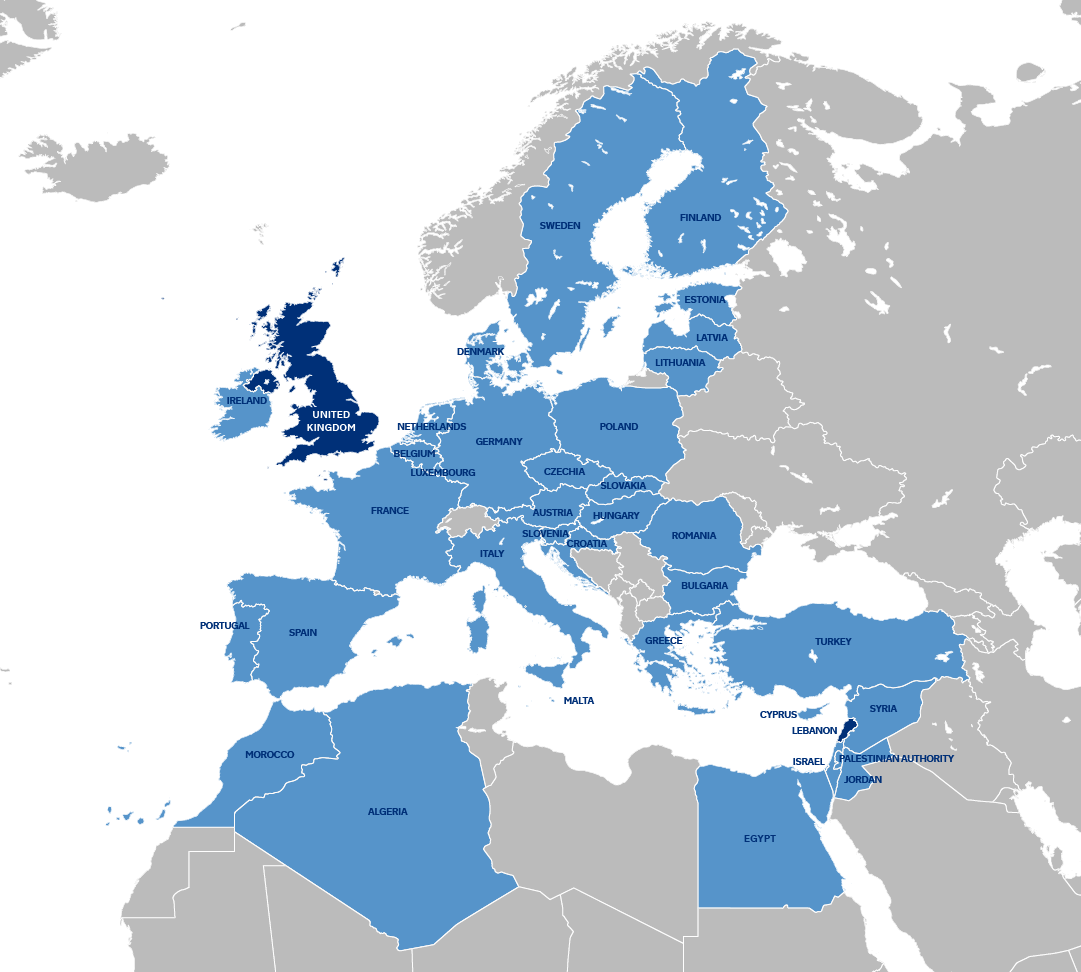 SWEDEN
FINLAND
ESTONIA
LATVIA
DENMARK
LITHUANIA
IRELAND
UNITED
KINGDOM
NETHERLANDS
POLAND
GERMANY
BELGIUM
LUXEMBOURG
CZECHIA
SLOVAKIA
FRANCE
AUSTRIA
HUNGARY
SLOVENIA
ROMANIA
CROATIA
ITALY
BULGARIA
PORTUGAL
SPAIN
GREECE
TURKEY
MALTA
SYRIA
CYPRUS
LEBANON
MOROCCO
PALESTINIAN AUTHORITY
ISRAEL
JORDAN
ALGERIA
EGYPT